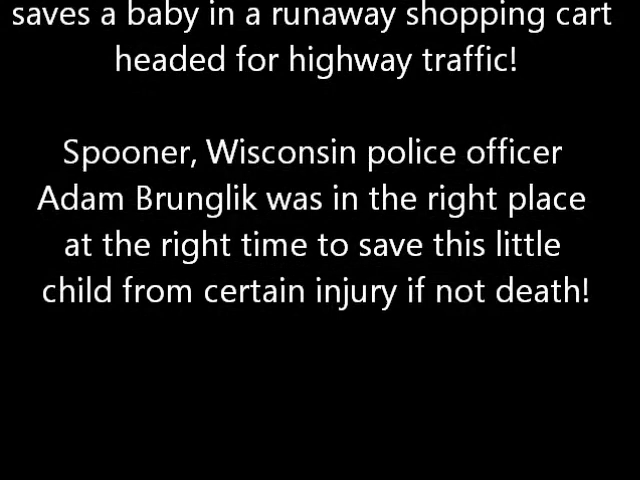 saves a baby in a runaway shopping cart
headed for highway traffic!
Spooner, Wisconsin police officer
Adam Brunglik was in the right place
at the right time to save this little
child from certain injury if not death!